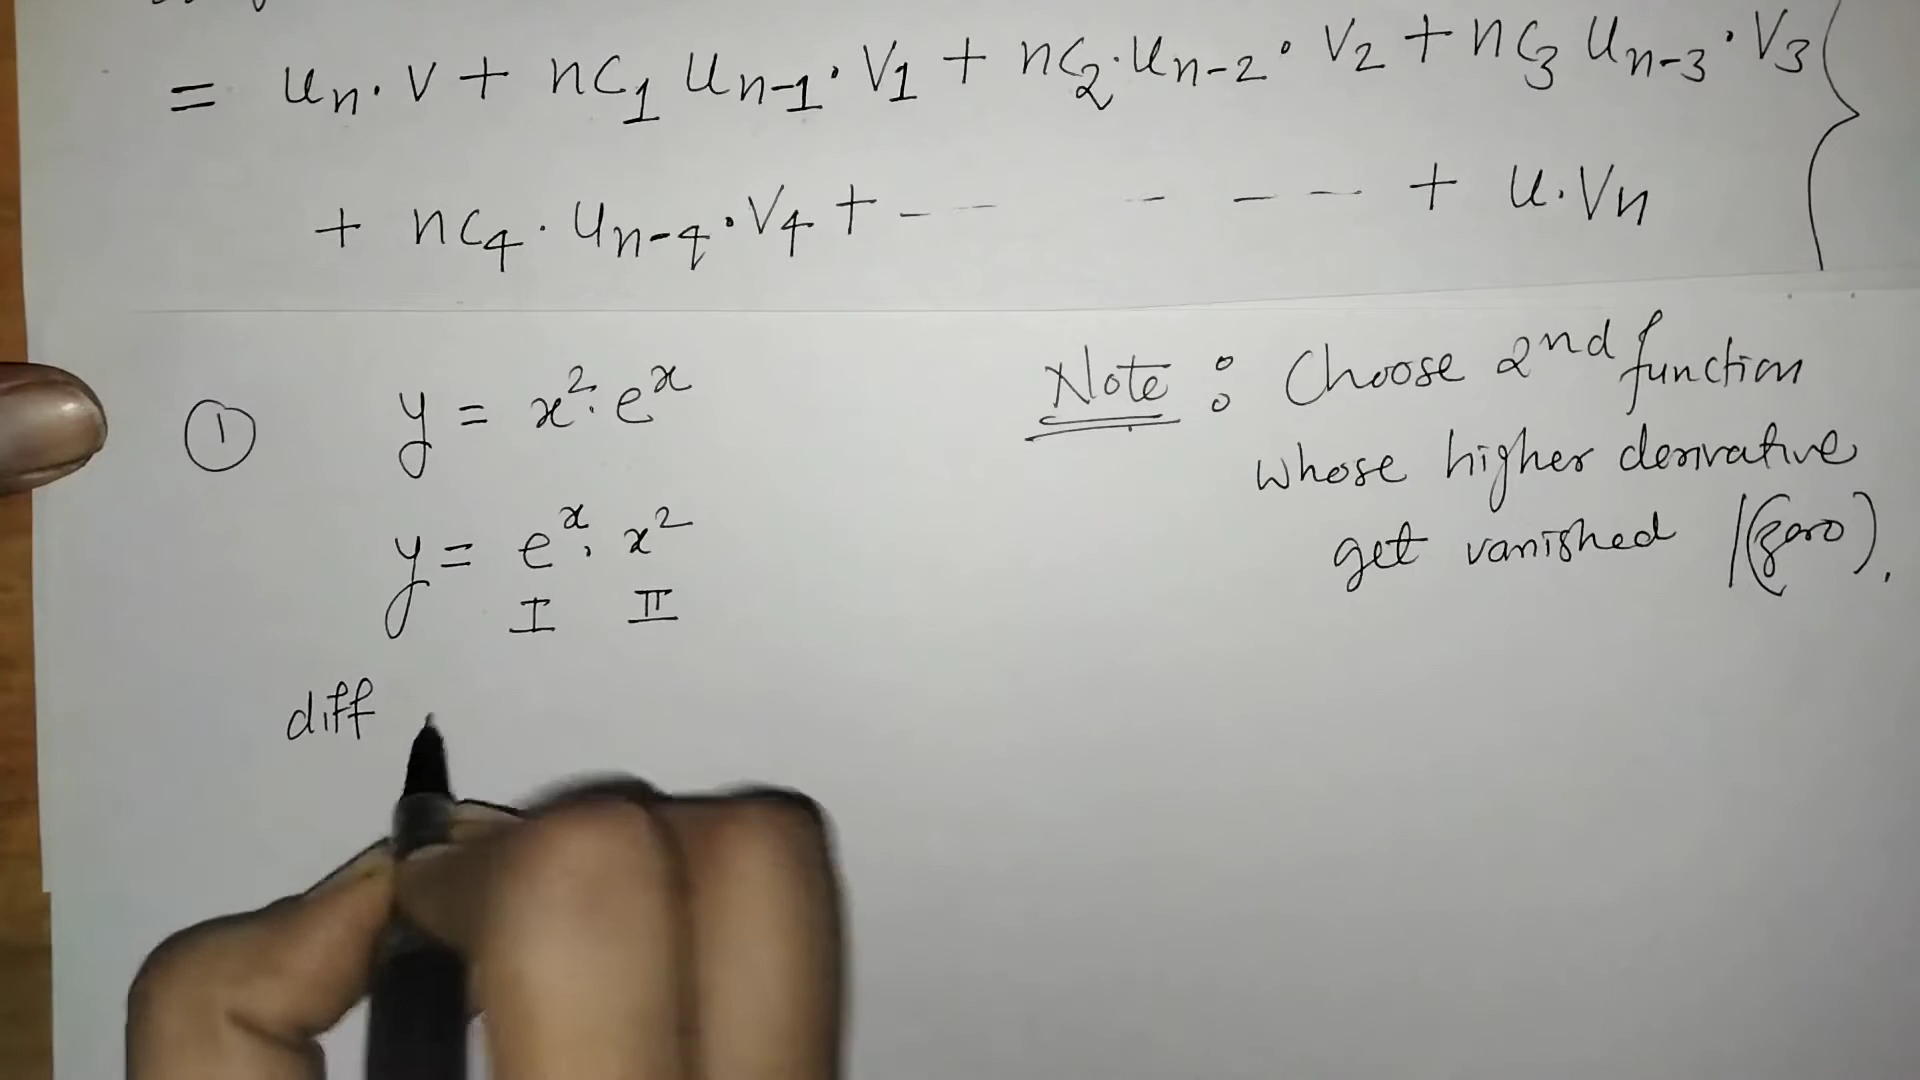 = un · v + nc1 un-1 · v1 + nc2 · un-2 · v2 + nc3 un-3 · v3
+ nc4 · un-4 · v4 + - - - - - + u · vn
① y = x² · eˣ
y = eˣ · x²
I II
diff
Note : Choose 2nd function
whose higher derivative
get vanished /(zero).